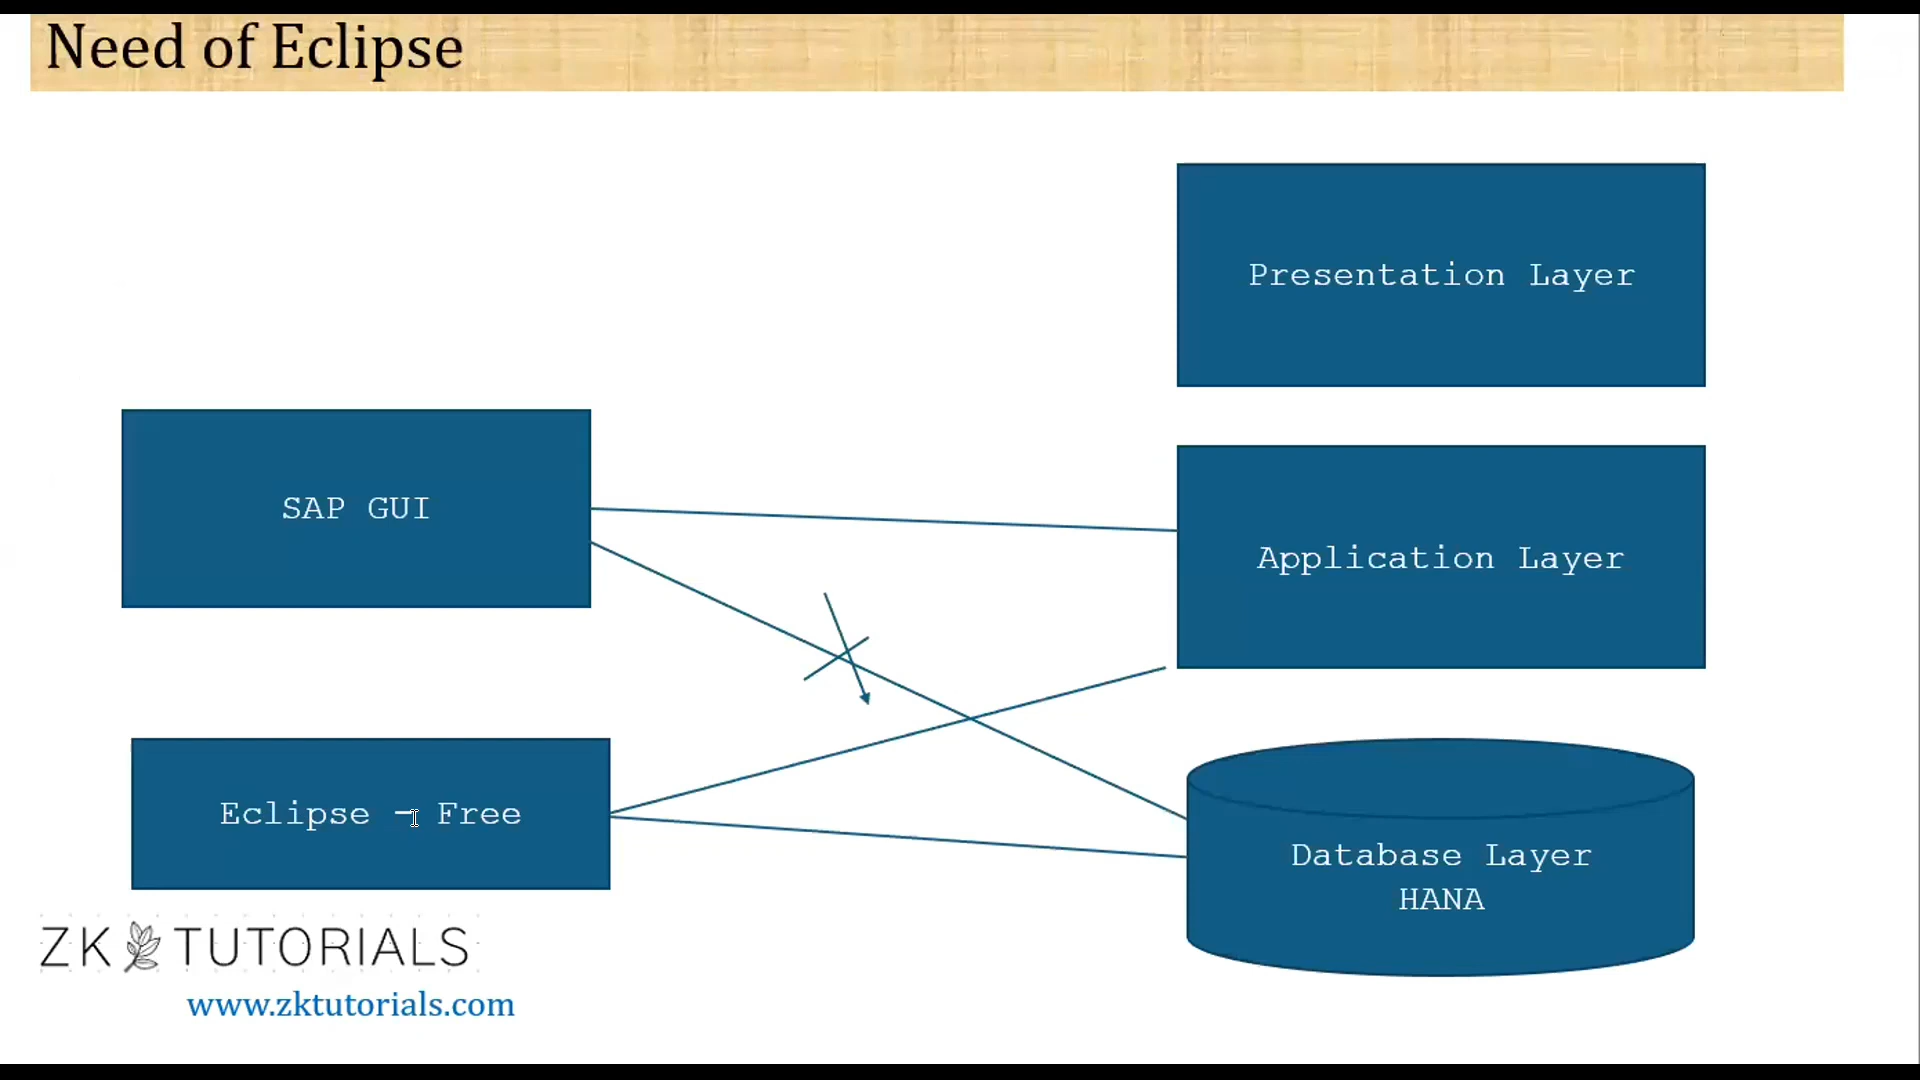 Need of Eclipse
Presentation Layer
SAP GUI
Application Layer
Eclipse – Free
Database Layer
HANA
ZK TUTORIALS
www.zktutorials.com